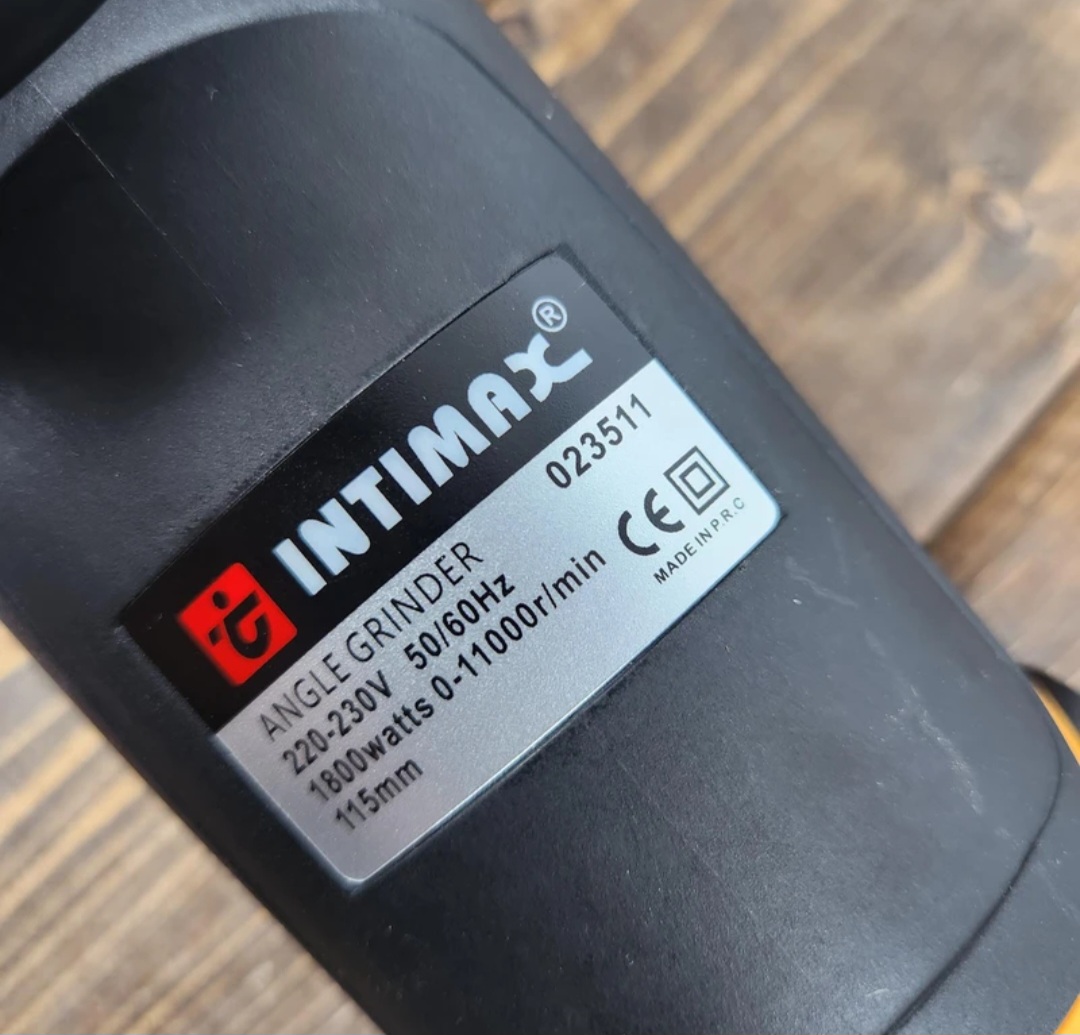 INTIMAX®
023511
ANGLE GRINDER
220-230V 50/60Hz
1800watts 0-11000r/min
115mm
CE
MADE IN P.R.C